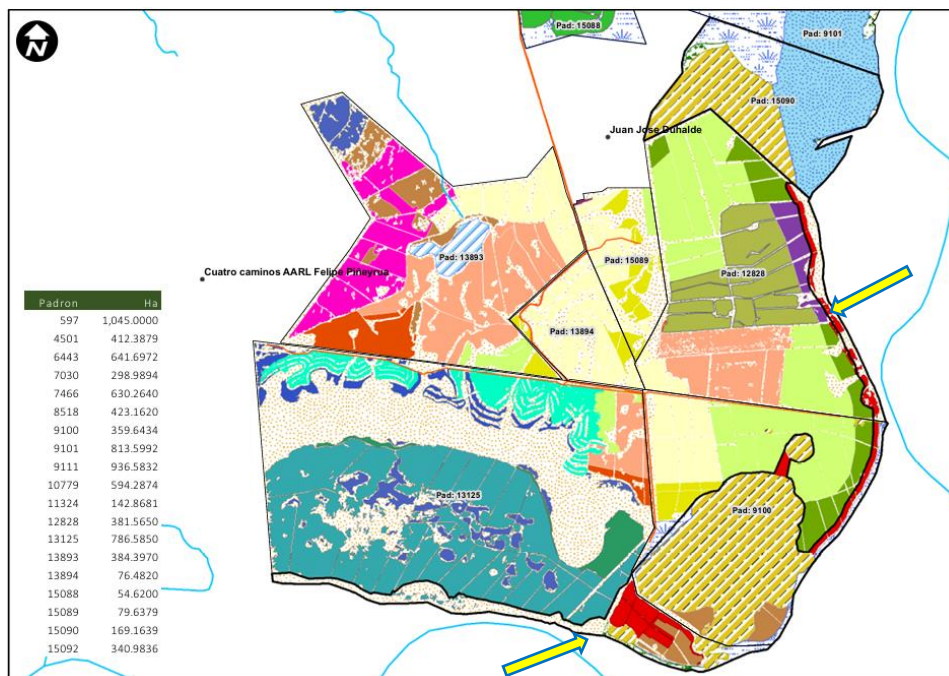 N
Pad: 15088
Pad: 9101
Pad: 15090
Juan Jose Duhalde
Pad: 13893
Pad: 15089
Pad: 12828
Cuatro caminos AARL Felipe Piñeyrua
Pad: 13894
Pad: 13125
Pad: 9100
Padron Ha
597 1,045.0000
4501 412.3879
6443 641.6972
7030 298.9894
7466 630.2640
8518 423.1620
9100 359.6434
9101 813.5992
9111 936.5832
10779 594.2874
11324 142.8681
12828 381.5650
13125 786.5850
13893 384.3970
13894 76.4820
15088 54.6200
15089 79.6379
15090 169.1639
15092 340.9836